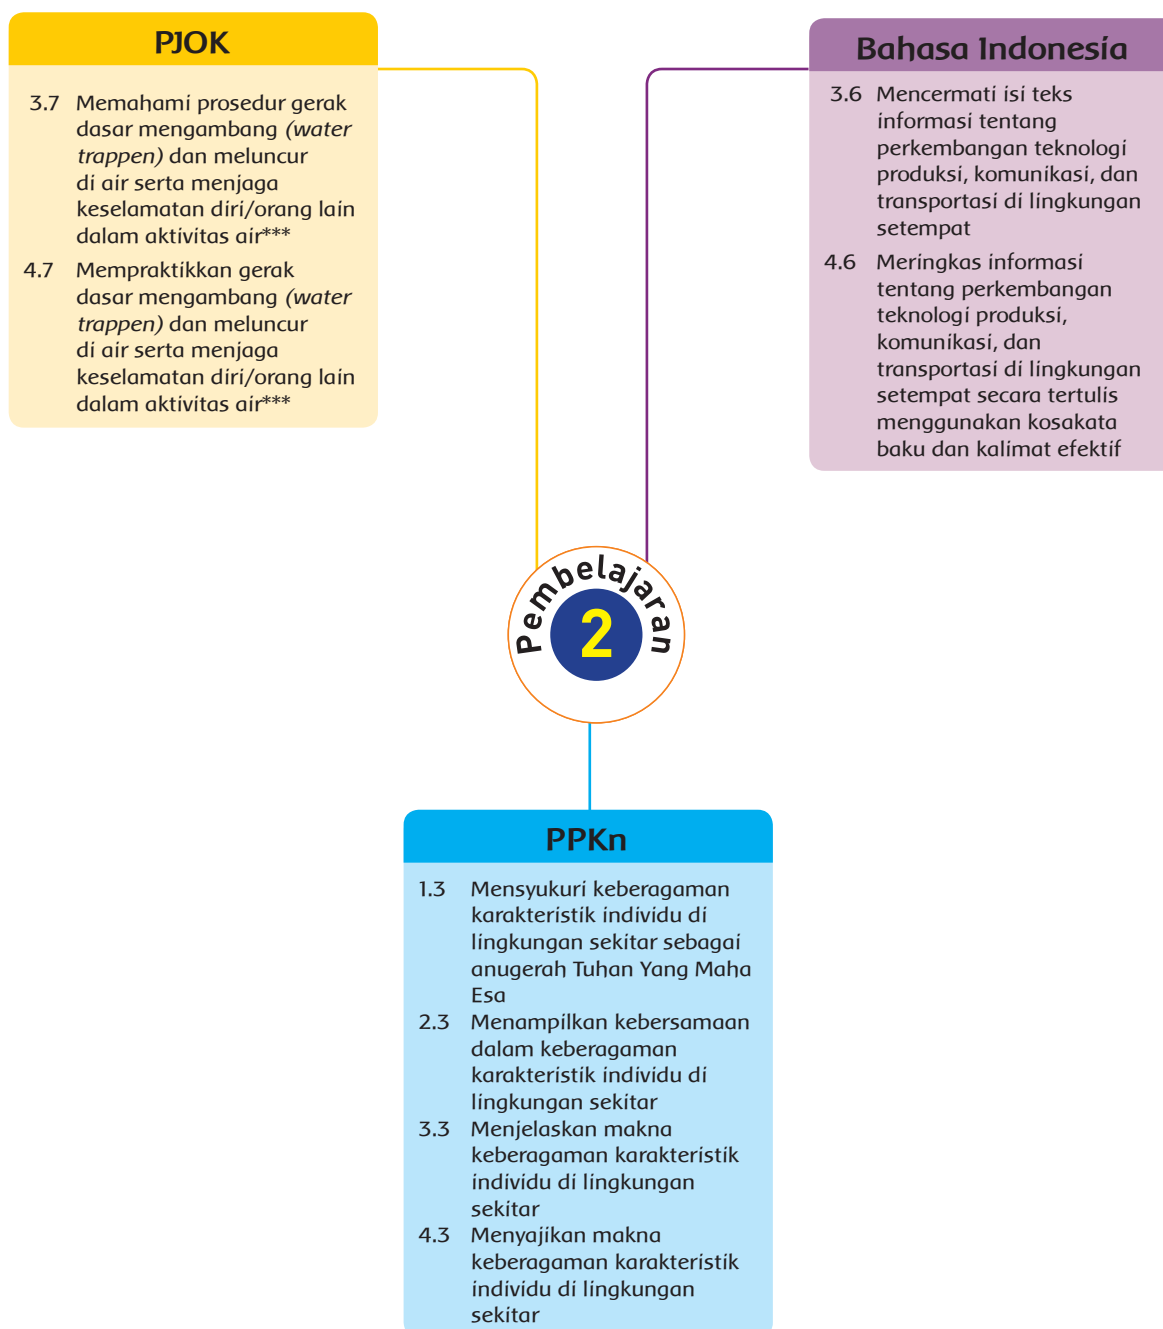 PJOK
3.7 Memahami prosedur gerak
dasar mengambang (water
trappen) dan meluncur
di air serta menjaga
keselamatan diri/orang lain
dalam aktivitas air***
4.7 Mempraktikkan gerak
dasar mengambang (water
trappen) dan meluncur
di air serta menjaga
keselamatan diri/orang lain
dalam aktivitas air***
Bahasa Indonesia
3.6 Mencermati isi teks
informasi tentang
perkembangan teknologi
produksi, komunikasi, dan
transportasi di lingkungan
setempat
4.6 Meringkas informasi
tentang perkembangan
teknologi produksi,
komunikasi, dan
transportasi di lingkungan
setempat secara tertulis
menggunakan kosakata
baku dan kalimat efektif
Pembelajaran
2
PPKn
1.3 Mensyukuri keberagaman
karakteristik individu di
lingkungan sekitar sebagai
anugerah Tuhan Yang Maha
Esa
2.3 Menampilkan kebersamaan
dalam keberagaman
karakteristik individu di
lingkungan sekitar
3.3 Menjelaskan makna
keberagaman karakteristik
individu di lingkungan
sekitar
4.3 Menyajikan makna
keberagaman karakteristik
individu di lingkungan
sekitar